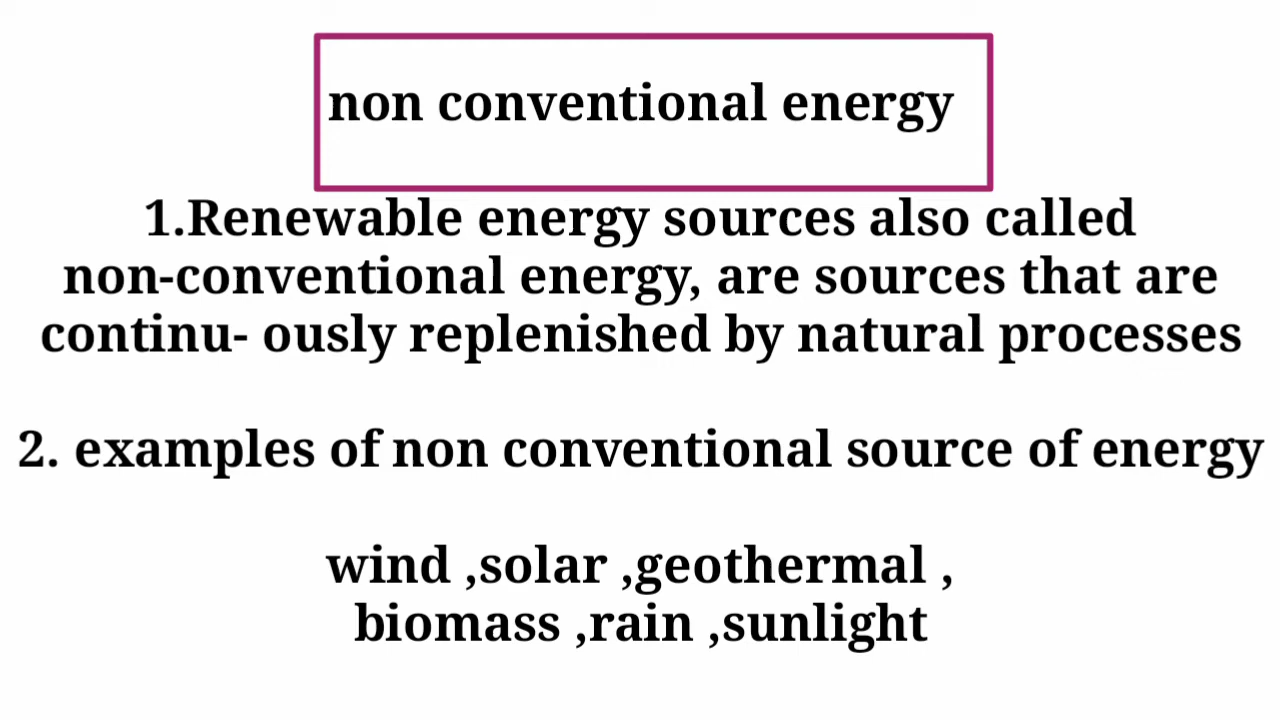 non conventional energy
1.Renewable energy sources also called
non-conventional energy, are sources that are
continu- ously replenished by natural processes
2. examples of non conventional source of energy
wind ,solar ,geothermal ,
biomass ,rain ,sunlight